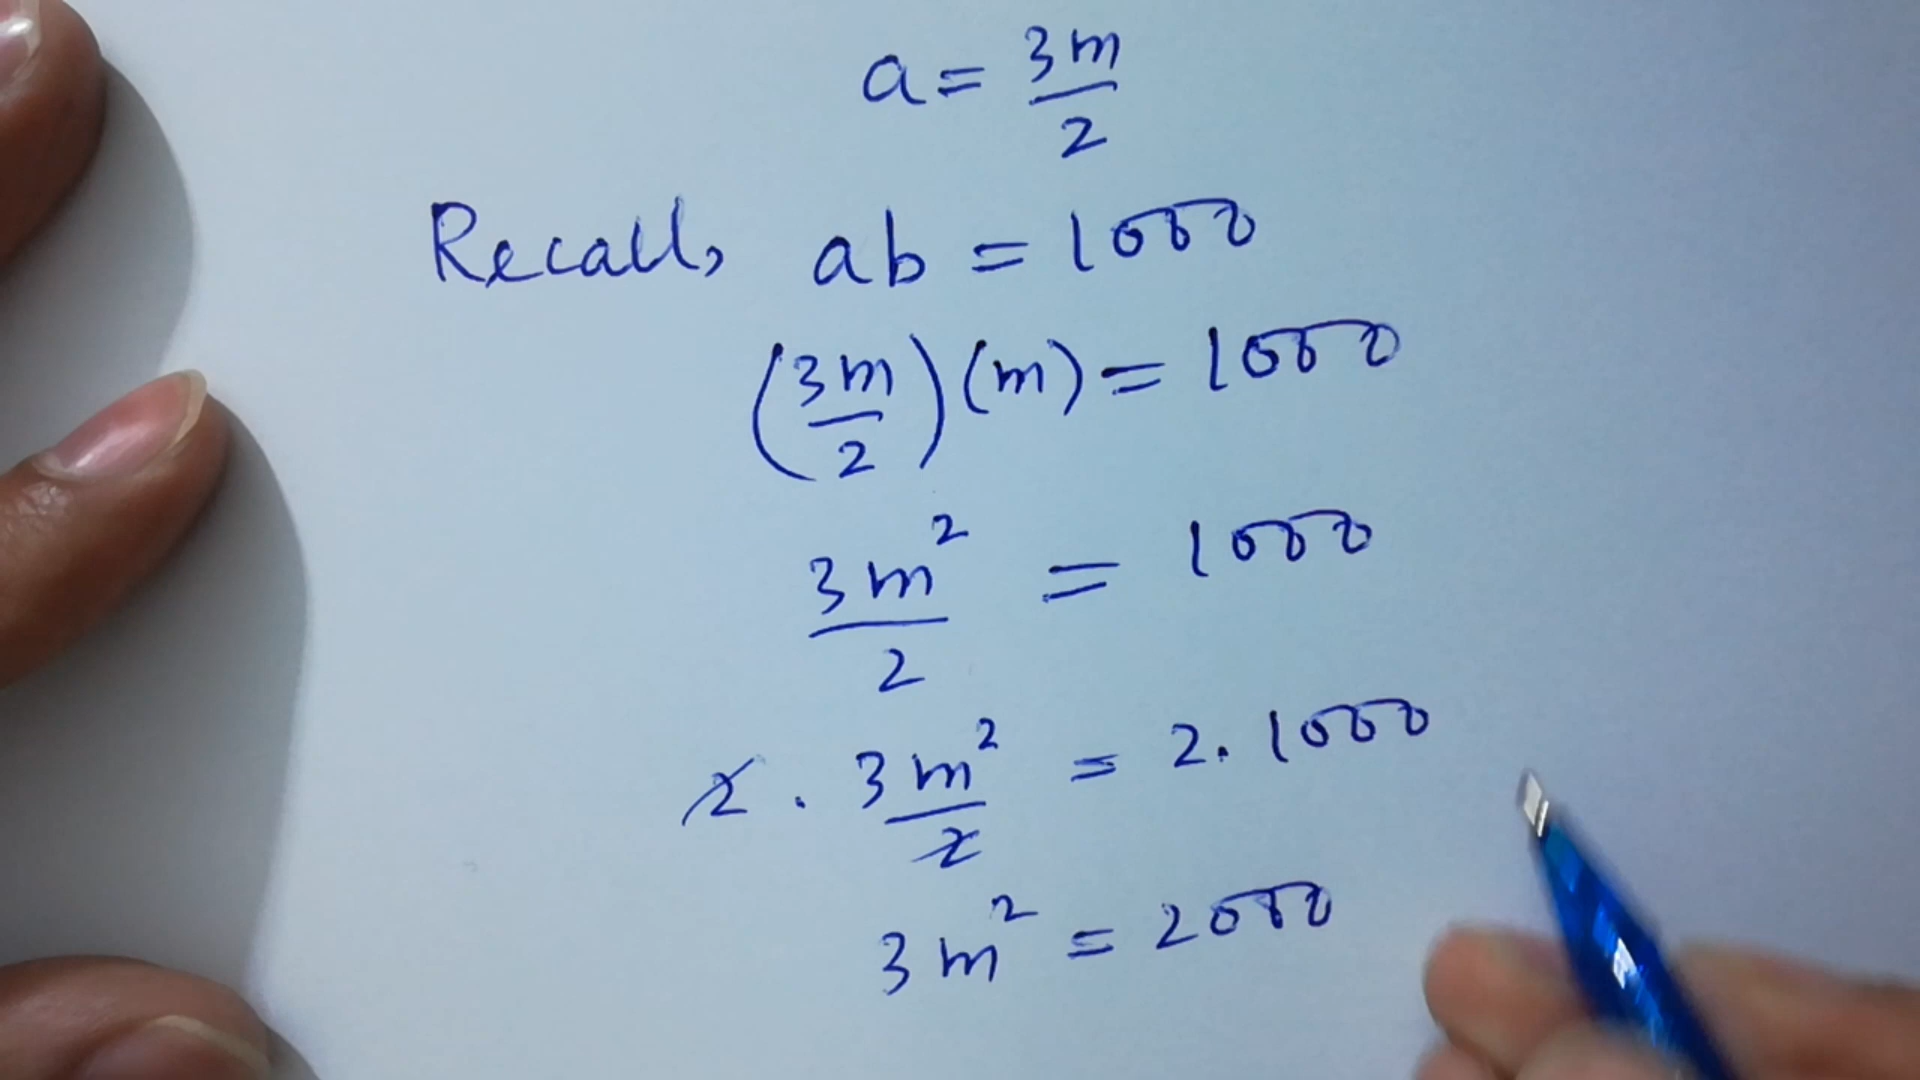 a = 3m/2
Recall, ab = 1000
(3m/2)(m) = 1000
3m²/2 = 1000
2 . 3m²/2 = 2 . 1000
3m² = 2000